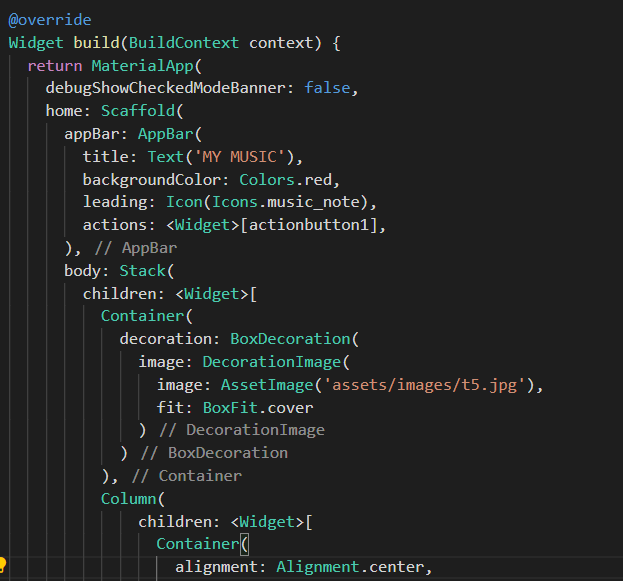 @override
Widget build(BuildContext context) {
return MaterialApp(
debugShowCheckedModeBanner: false,
home: Scaffold(
appBar: AppBar(
title: Text('MY MUSIC'),
backgroundColor: Colors.red,
leading: Icon(Icons.music_note),
actions: <Widget>[actionbutton1],
), // AppBar
body: Stack(
children: <Widget>[
Container(
decoration: BoxDecoration(
image: DecorationImage(
image: AssetImage('assets/images/t5.jpg'),
fit: BoxFit.cover
) // DecorationImage
) // BoxDecoration
), // Container
Column(
children: <Widget>[
Container(
alignment: Alignment.center,